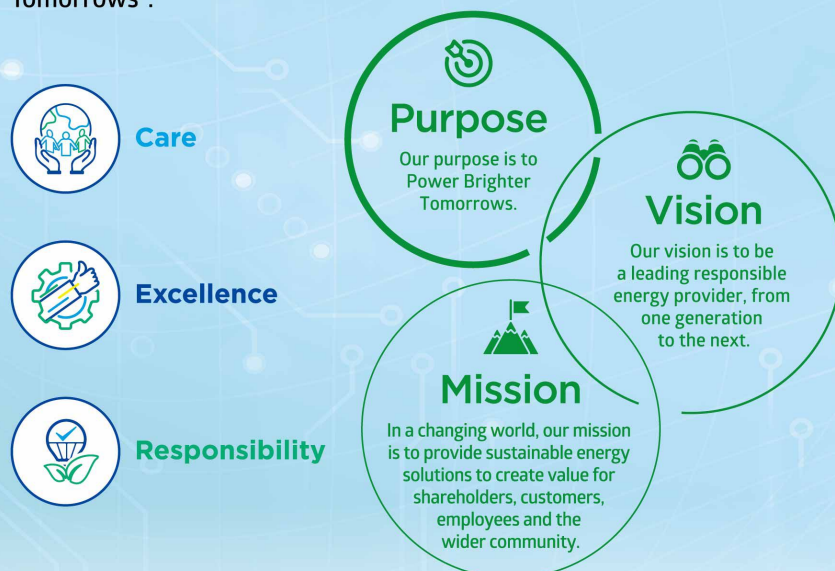 Tomorrows".
Care
Excellence
Responsibility
Purpose
Our purpose is to
Power Brighter
Tomorrows.
Vision
Our vision is to be
a leading responsible
energy provider, from
one generation
to the next.
Mission
In a changing world, our mission
is to provide sustainable energy
solutions to create value for
shareholders, customers,
employees and the
wider community.